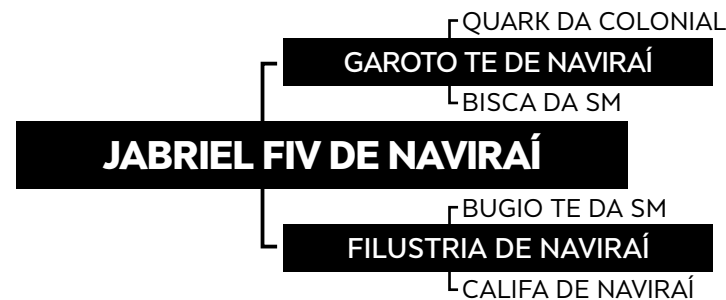 QUARK DA COLONIAL
GAROTO TE DE NAVIRAÍ
BISCA DA SM
JABRIEL FIV DE NAVIRAÍ
BUGIO TE DA SM
FILUSTRIA DE NAVIRAÍ
CALIFA DE NAVIRAÍ